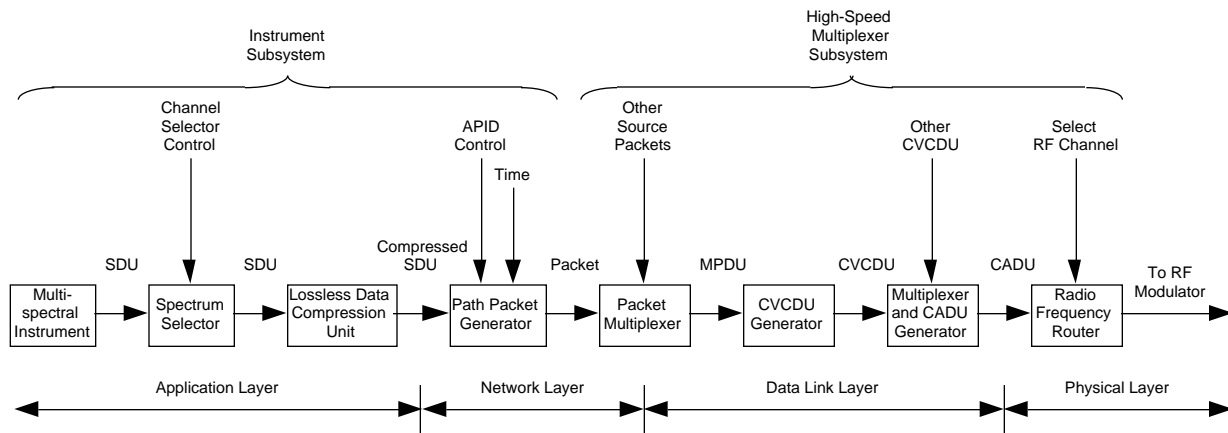 Instrument
Subsystem
High-Speed
Multiplexer
Subsystem
Channel
Selector
Control
APID
Control
Time
Other
Source
Packets
Other
CVCDU
Select
RF Channel
SDU
SDU
Compressed
SDU
Packet
MPDU
CVCDU
CADU
To RF
Modulator
Multi-
spectral
Instrument
Spectrum
Selector
Lossless Data
Compression
Unit
Path Packet
Generator
Packet
Multiplexer
CVCDU
Generator
Multiplexer
and CADU
Generator
Radio
Frequency
Router
Application Layer
Network Layer
Data Link Layer
Physical Layer